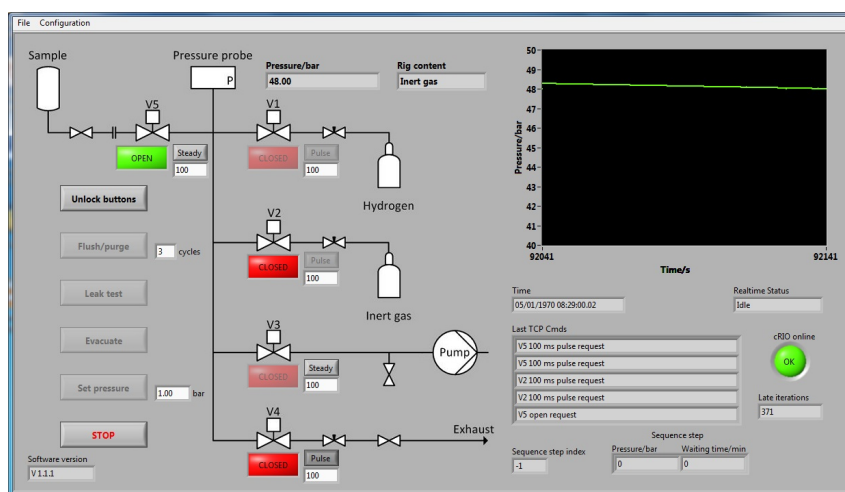 File Configuration
Sample
Pressure probe
P
Pressure/bar
48.00
Rig content
Inert gas
V5
OPEN
Steady
100
V1
CLOSED
Pulse
100
Hydrogen
Unlock buttons
Flush/purge
3 cycles
Leak test
Evacuate
Set pressure
1.00 bar
STOP
Software version
V 1.1.1
V2
CLOSED
Pulse
100
Inert gas
V3
CLOSED
Steady
100
Pump
V4
CLOSED
Pulse
100
Exhaust
Pressure/bar
50
49
48
47
46
45
44
43
42
41
40
92041
92141
Time/s
Time
05/01/1970 08:29:00.02
Realtime Status
Idle
Last TCP Cmds
V5 100 ms pulse request
V5 100 ms pulse request
V2 100 ms pulse request
V2 100 ms pulse request
V5 open request
cRIO online
OK
Late iterations
371
Sequence step
Sequence step index
-1
Pressure/bar
0
Waiting time/min
0